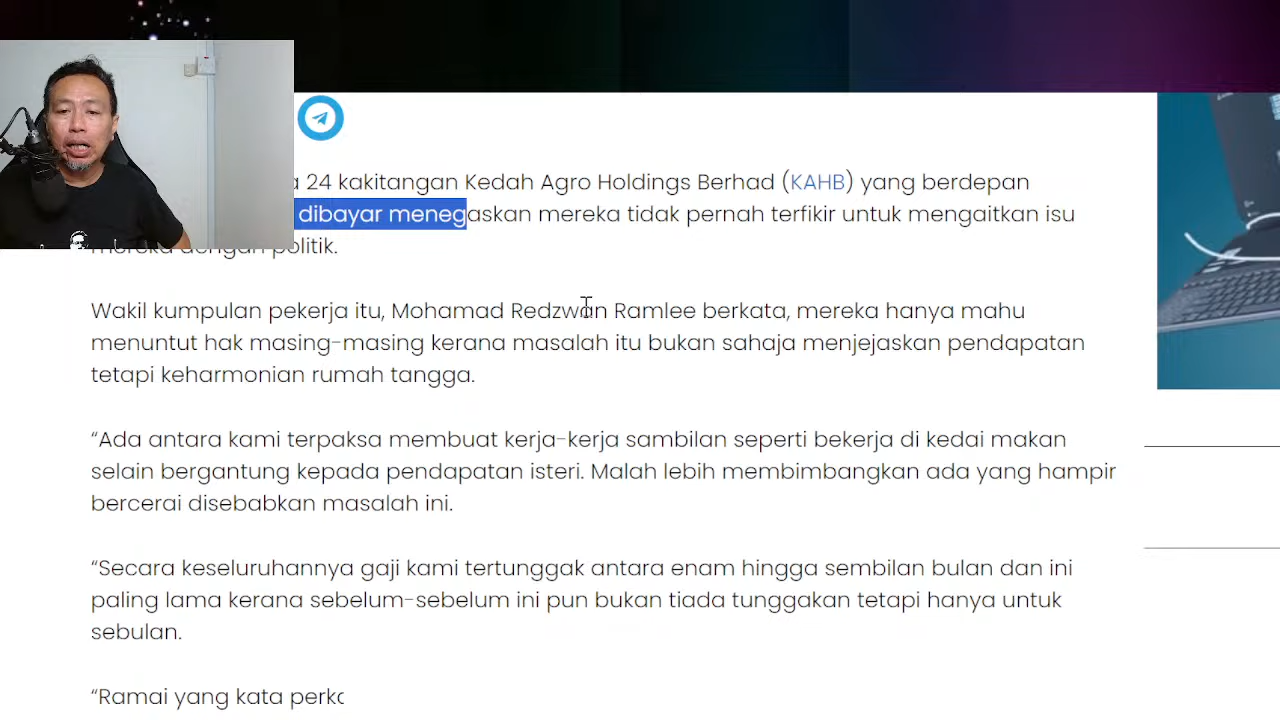 a 24 kakitangan Kedah Agro Holdings Berhad (KAHB) yang berdepan
dibayar menegaskan mereka tidak pernah terfikir untuk mengaitkan isu
mereka dengan politik.
Wakil kumpulan pekerja itu, Mohamad Redzwan Ramlee berkata, mereka hanya mahu
menuntut hak masing-masing kerana masalah itu bukan sahaja menjejaskan pendapatan
tetapi keharmonian rumah tangga.
“Ada antara kami terpaksa membuat kerja-kerja sambilan seperti bekerja di kedai makan
selain bergantung kepada pendapatan isteri. Malah lebih membimbangkan ada yang hampir
bercerai disebabkan masalah ini.
“Secara keseluruhannya gaji kami tertunggak antara enam hingga sembilan bulan dan ini
paling lama kerana sebelum-sebelum ini pun bukan tiada tunggakan tetapi hanya untuk
sebulan.
“Ramai yang kata